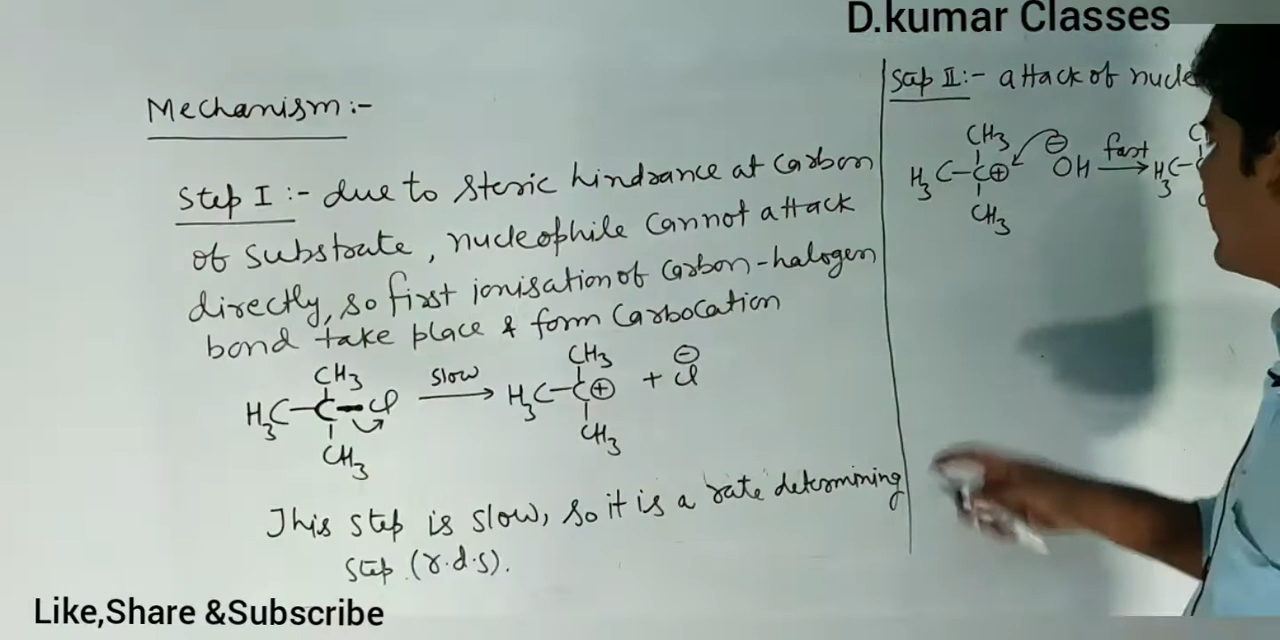 D.kumar Classes
Mechanism:-
Step I :- due to steric hindrance at carbon
of substrate, nucleophile cannot attack
directly, so first ionisation of carbon-halogen
bond take place & form carbocation
CH3
H3C-C-Cl
CH3
slow
CH3
H3C-C⊕
CH3
+ Cl⊖
This step is slow, so it is a rate determining
step (r.d.s).
Step II:- attack of nucle
CH3
H3C-C⊕
CH3
⊖OH
fast
H3C-
Like,Share &Subscribe